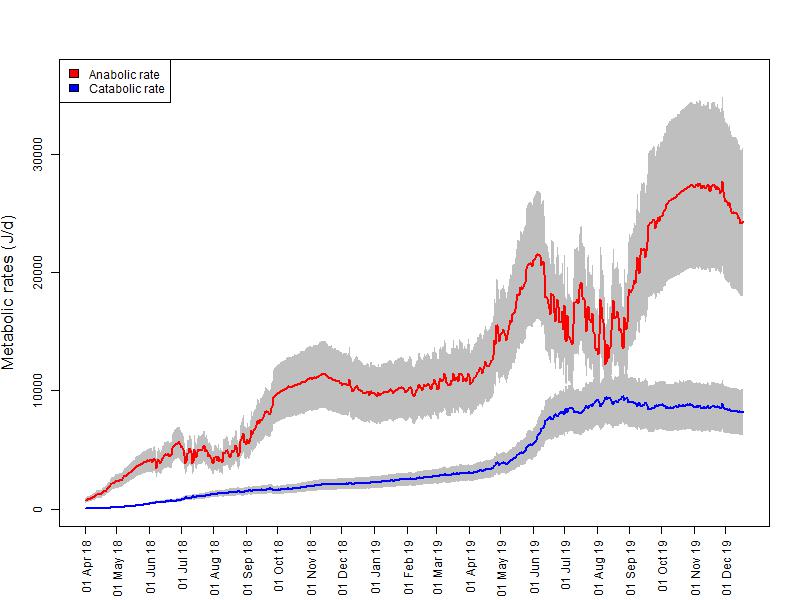 Anabolic rate
Catabolic rate
Metabolic rates (J/d)
30000
20000
10000
0
01 Apr 18
01 May 18
01 Jun 18
01 Jul 18
01 Aug 18
01 Sep 18
01 Oct 18
01 Nov 18
01 Dec 18
01 Jan 19
01 Feb 19
01 Mar 19
01 Apr 19
01 May 19
01 Jun 19
01 Jul 19
01 Aug 19
01 Sep 19
01 Oct 19
01 Nov 19
01 Dec 19